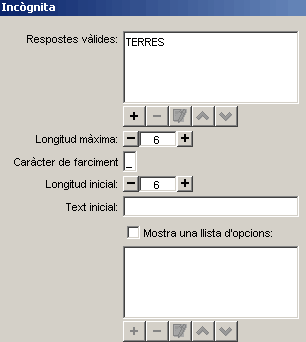 Incògnita
Respostes vàlides:
TERRES
Longitud màxima: 6
Caràcter de farciment _
Longitud inicial: 6
Text inicial:
Mostra una llista d'opcions: